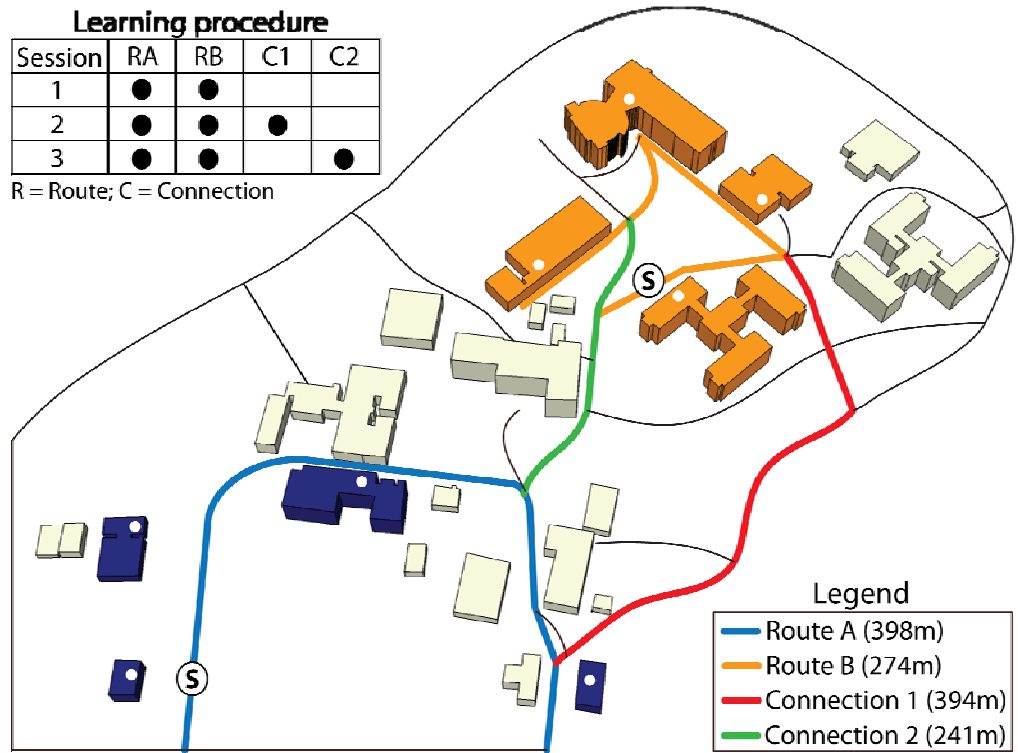 Learning procedure
Session RA RB C1 C2
1 ● ●
2 ● ● ●
3 ● ● ●
R = Route; C = Connection
S
S
Legend
Route A (398m)
Route B (274m)
Connection 1 (394m)
Connection 2 (241m)